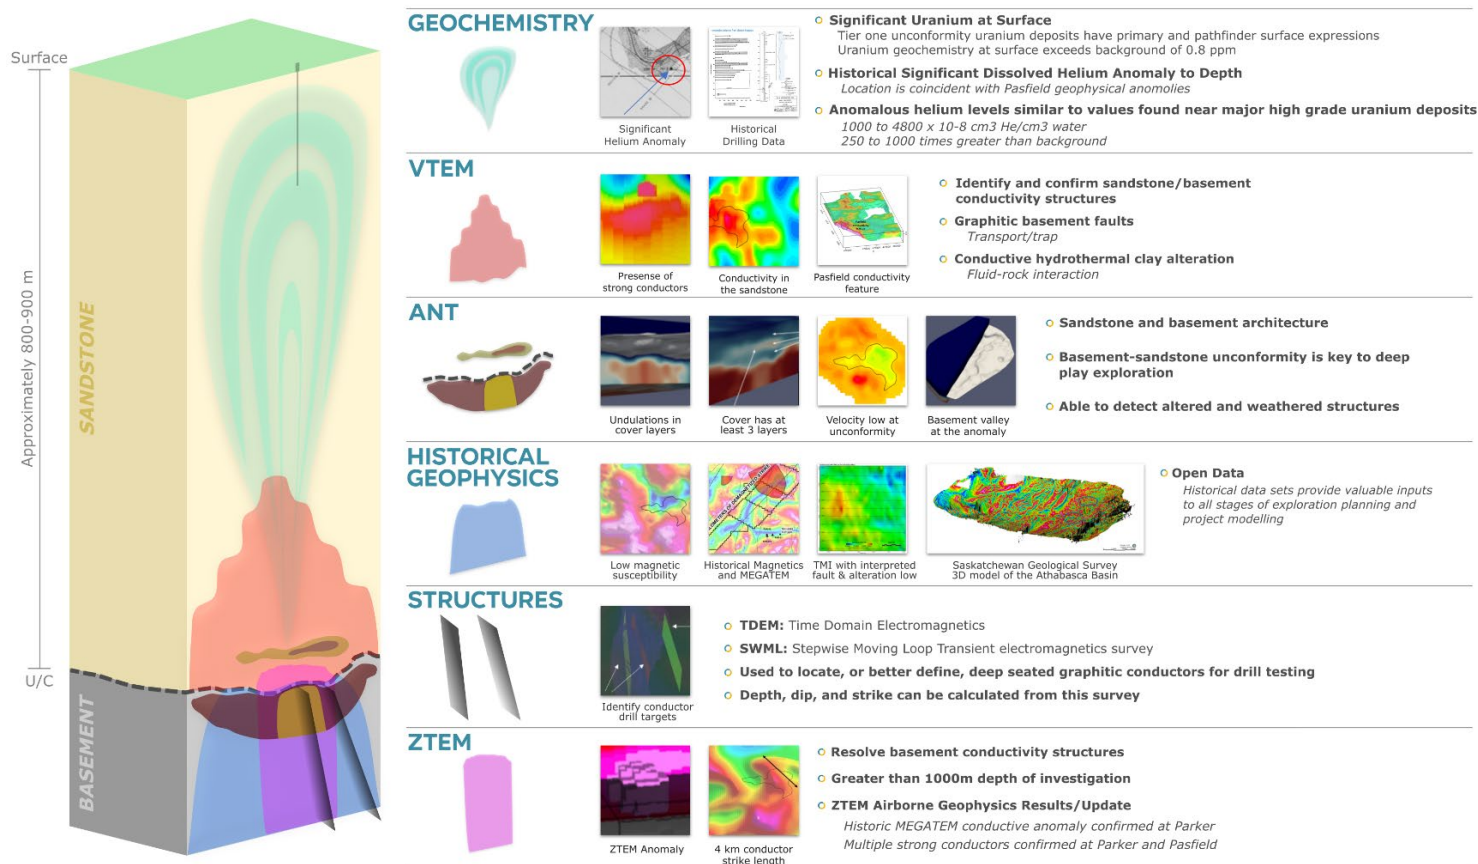 Surface
Approximately 800-900 m
U/C
SANDSTONE
BASEMENT
GEOCHEMISTRY
Significant
Helium Anomaly
Historical
Drilling Data
Significant Uranium at Surface
Tier one unconformity uranium deposits have primary and pathfinder surface expressions
Uranium geochemistry at surface exceeds background of 0.8 ppm
Historical Significant Dissolved Helium Anomaly to Depth
Location is coincident with Pasfield geophysical anomolies
Anomalous helium levels similar to values found near major high grade uranium deposits
1000 to 4800 x 10-8 cm3 He/cm3 water
250 to 1000 times greater than background
VTEM
Presense of
strong conductors
Conductivity in
the sandstone
Pasfield conductivity
feature
Identify and confirm sandstone/basement
conductivity structures
Graphitic basement faults
Transport/trap
Conductive hydrothermal clay alteration
Fluid-rock interaction
ANT
Undulations in
cover layers
Cover has at
least 3 layers
Velocity low at
unconformity
Basement valley
at the anomaly
Sandstone and basement architecture
Basement-sandstone unconformity is key to deep
play exploration
Able to detect altered and weathered structures
HISTORICAL
GEOPHYSICS
Low magnetic
susceptibility
Historical Magnetics
and MEGATEM
TMI with interpreted
fault & alteration low
Saskatchewan Geological Survey
3D model of the Athabasca Basin
Open Data
Historical data sets provide valuable inputs
to all stages of exploration planning and
project modelling
STRUCTURES
Identify conductor
drill targets
TDEM: Time Domain Electromagnetics
SWML: Stepwise Moving Loop Transient electromagnetics survey
Used to locate, or better define, deep seated graphitic conductors for drill testing
Depth, dip, and strike can be calculated from this survey
ZTEM
ZTEM Anomaly
4 km conductor
strike length
Resolve basement conductivity structures
Greater than 1000m depth of investigation
ZTEM Airborne Geophysics Results/Update
Historic MEGATEM conductive anomaly confirmed at Parker
Multiple strong conductors confirmed at Parker and Pasfield